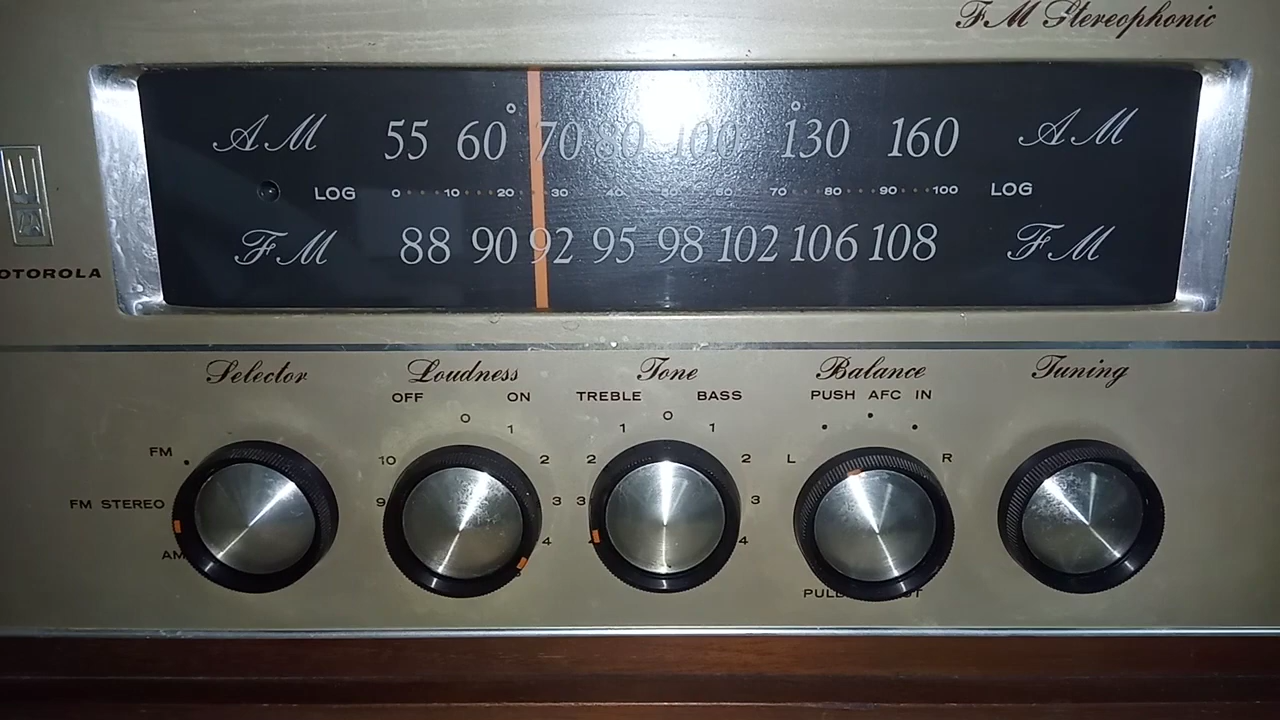 FM Stereophonic
AM 55 60 70 80 100 130 160 AM
LOG 0 10 20 30 40 50 60 70 80 90 100 LOG
FM 88 90 92 95 98 102 106 108 FM
OTOROLA
Selector Loudness Tone Balance Tuning
OFF ON TREBLE BASS PUSH AFC IN
0 1 1 0 1
FM 10 2 2 2 L R
FM STEREO 9 3 3 3
AM 4 4
PULL